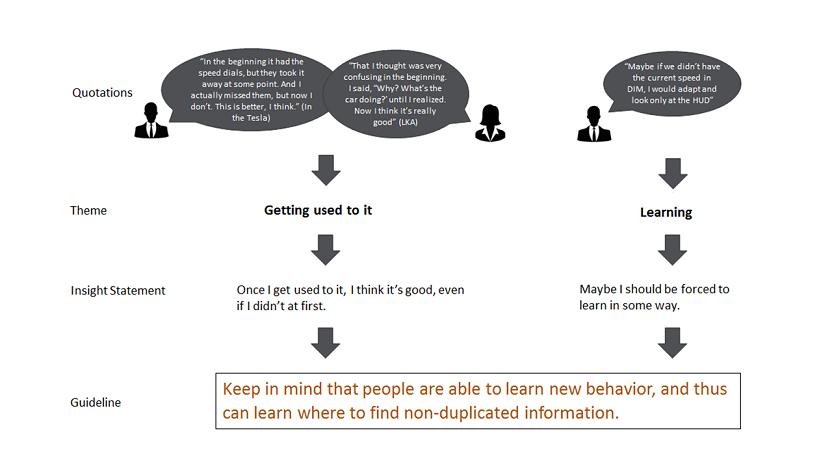 Quotations
“In the beginning it had the
speed dials, but they took it
away at some point. And I
actually missed them, but now I
don’t. This is better, I think.” (In
the Tesla)
“That I thought was very
confusing in the beginning.
I said, “Why? What’s the
car doing?’ until I realized.
Now I think it’s really
good” (LKA)
“Maybe if we didn’t have
the current speed in
DIM, I would adapt and
look only at the HUD”
Theme
Getting used to it
Learning
Insight Statement
Once I get used to it, I think it’s good, even
if I didn’t at first.
Maybe I should be forced to
learn in some way.
Guideline
Keep in mind that people are able to learn new behavior, and thus
can learn where to find non-duplicated information.